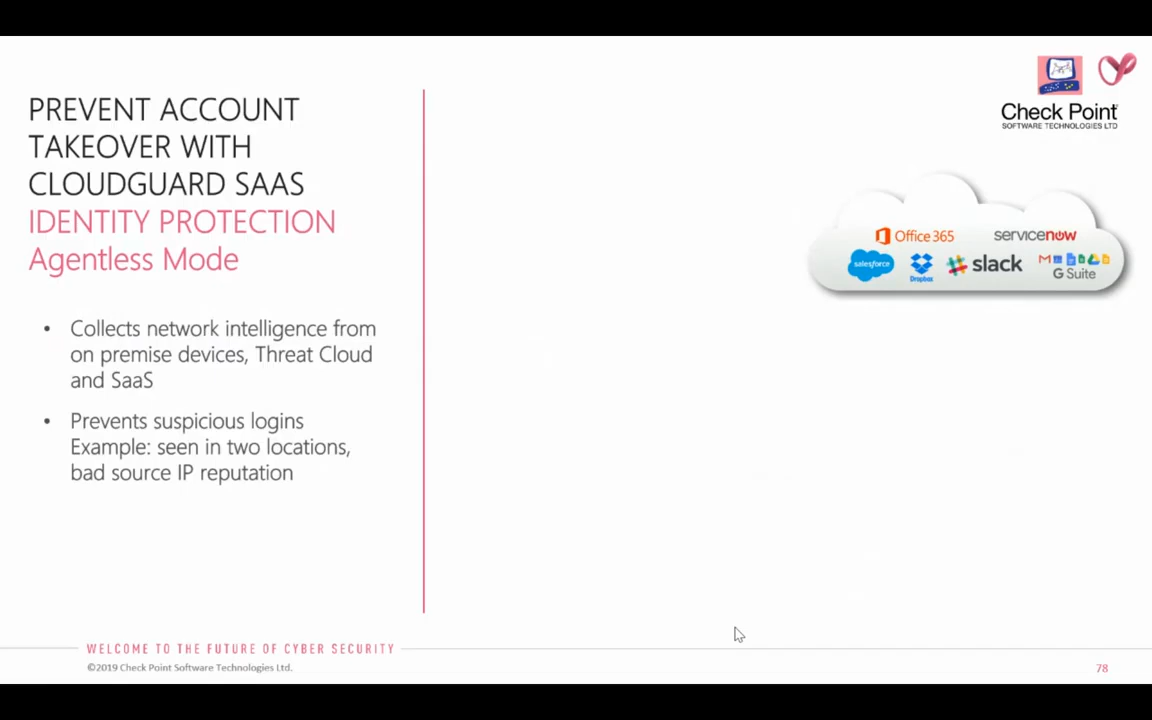 PREVENT ACCOUNT
TAKEOVER WITH
CLOUDGUARD SAAS
IDENTITY PROTECTION
Agentless Mode
• Collects network intelligence from
on premise devices, Threat Cloud
and SaaS
• Prevents suspicious logins
Example: seen in two locations,
bad source IP reputation
Check Point
SOFTWARE TECHNOLOGIES LTD
Office 365
servicenow
salesforce
Dropbox
slack
G Suite
WELCOME TO THE FUTURE OF CYBER SECURITY
©2019 Check Point Software Technologies Ltd.
78